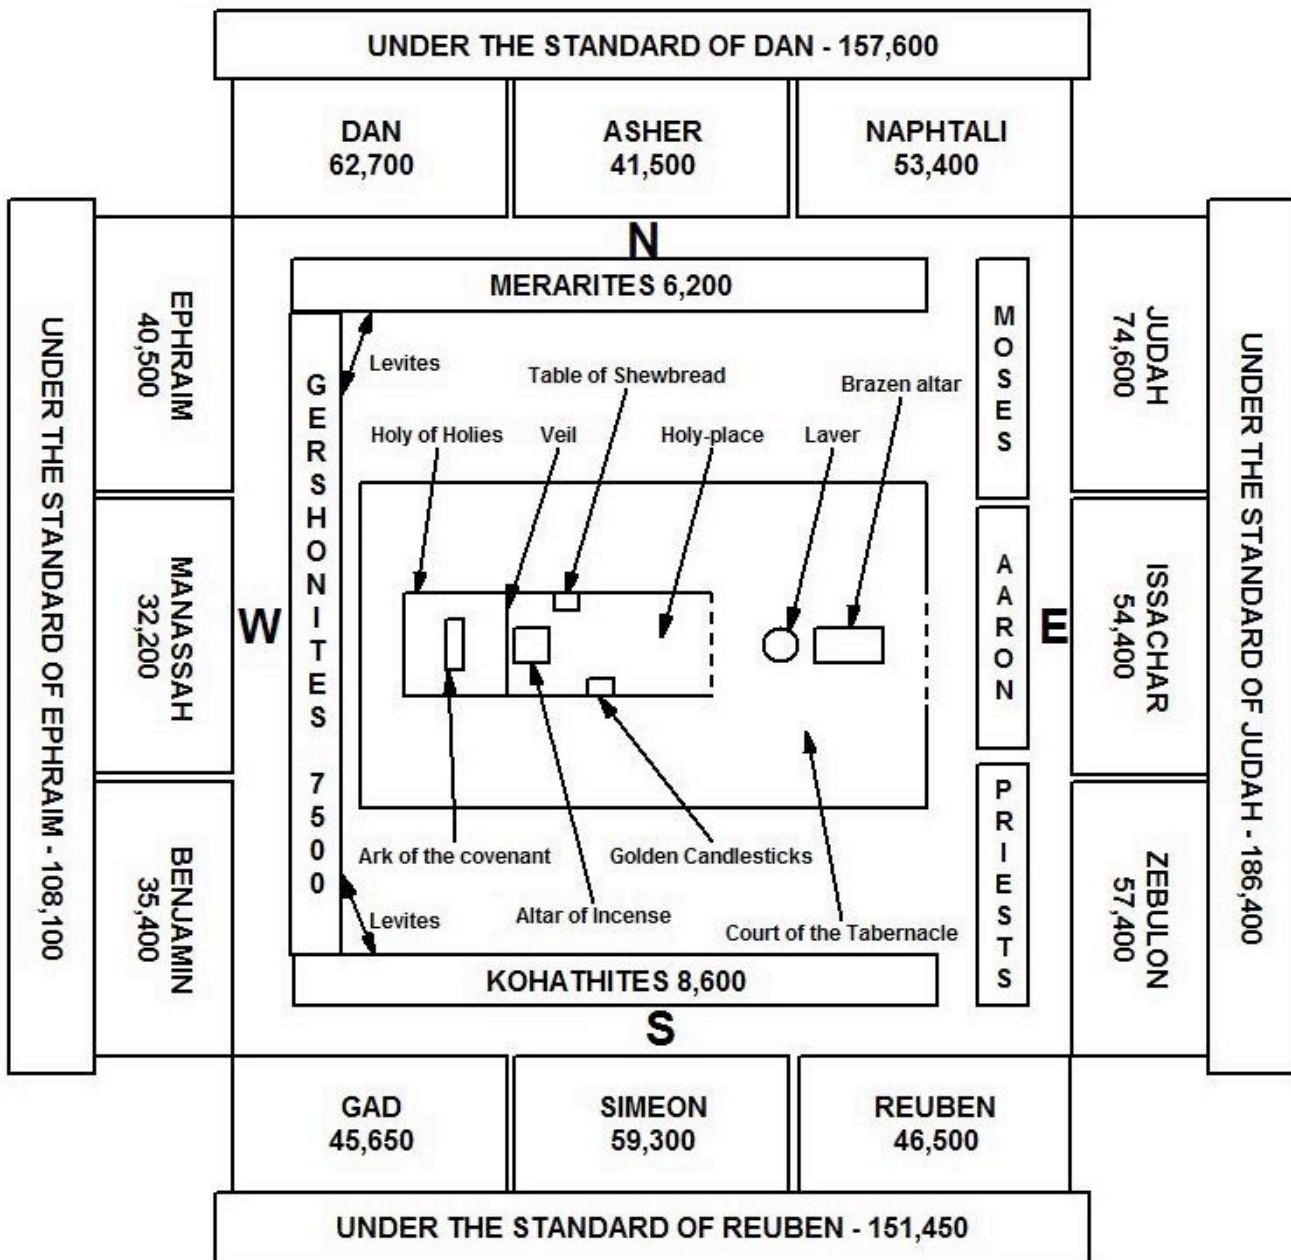 UNDER THE STANDARD OF DAN - 157,600
DAN
62,700
ASHER
41,500
NAPHTALI
53,400
N
MERARITES 6,200
UNDER THE STANDARD OF EPHRAIM - 108,100
EPHRAIM
40,500
MANASSAH
32,200
BENJAMIN
35,400
W
GERSHONITES 7500
Levites
Table of Shewbread
Brazen altar
Holy of Holies
Veil
Holy-place
Laver
Ark of the covenant
Golden Candlesticks
Altar of Incense
Levites
Court of the Tabernacle
MOSES
AARON
PRIESTS
E
JUDAH
74,600
ISSACHAR
54,400
ZEBULON
57,400
UNDER THE STANDARD OF JUDAH - 186,400
KOHATHITES 8,600
S
GAD
45,650
SIMEON
59,300
REUBEN
46,500
UNDER THE STANDARD OF REUBEN - 151,450